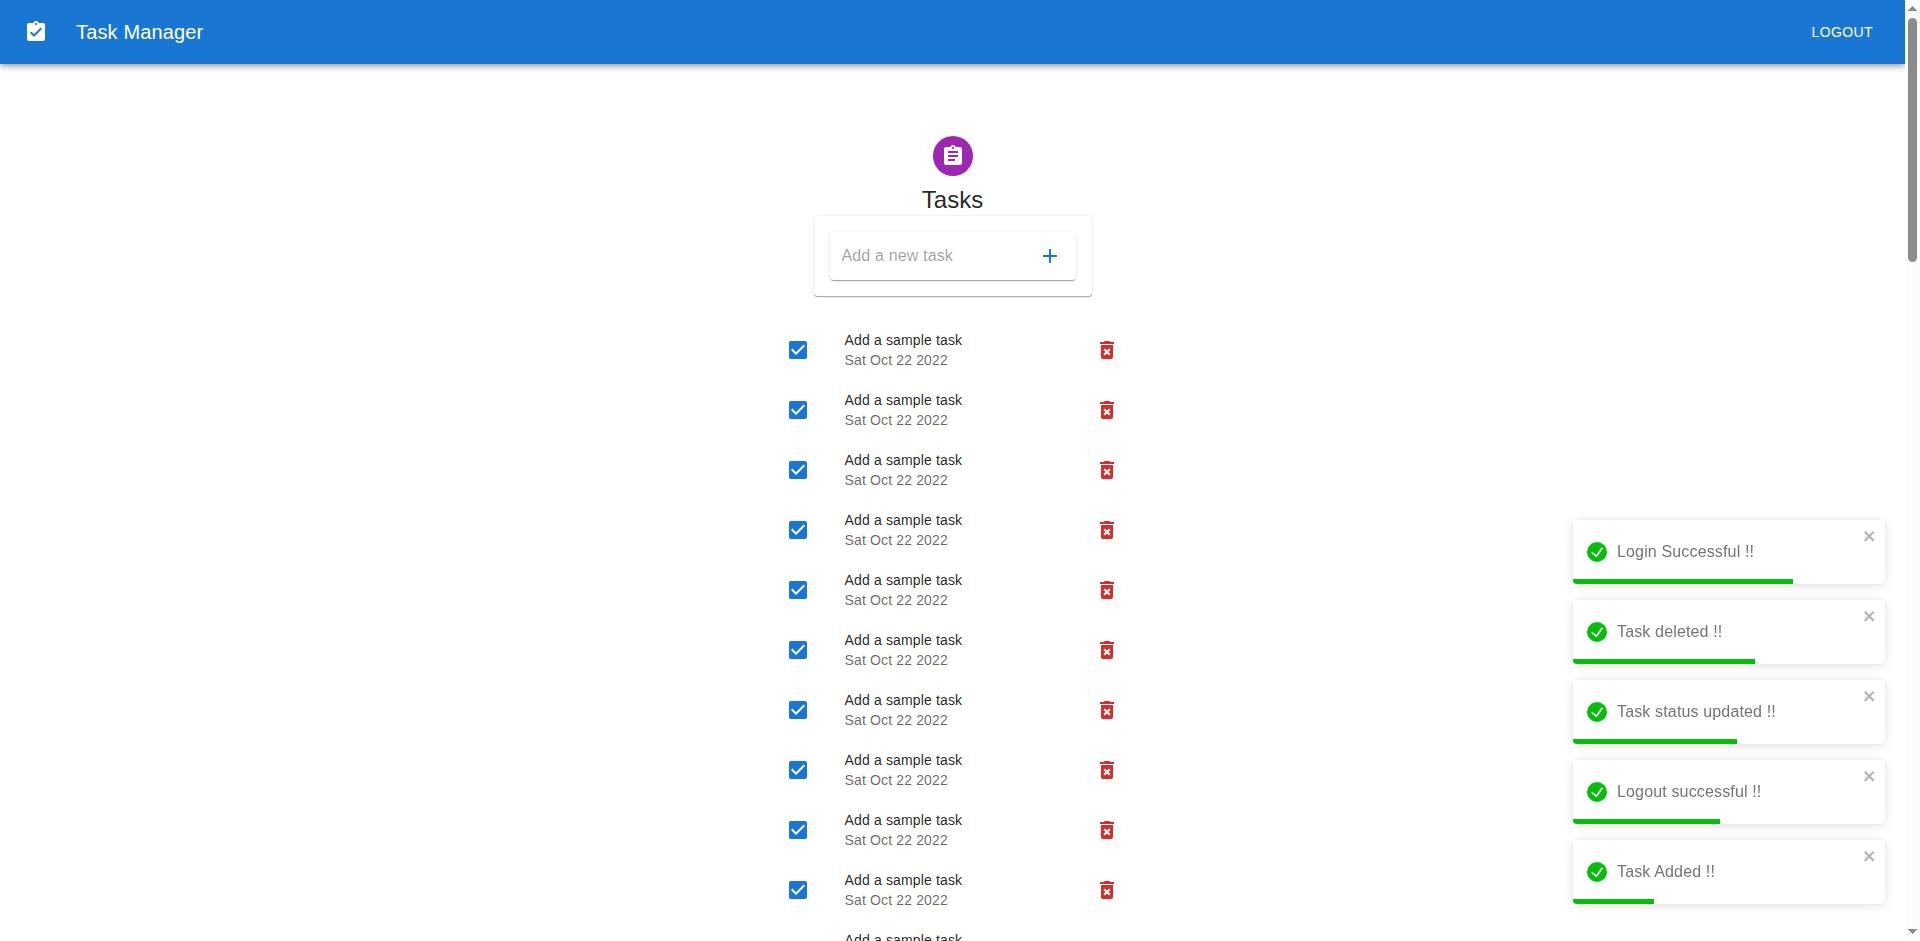 Task Manager
LOGOUT
Tasks
Add a new task
Add a sample task
Sat Oct 22 2022
Add a sample task
Sat Oct 22 2022
Add a sample task
Sat Oct 22 2022
Add a sample task
Sat Oct 22 2022
Add a sample task
Sat Oct 22 2022
Add a sample task
Sat Oct 22 2022
Add a sample task
Sat Oct 22 2022
Add a sample task
Sat Oct 22 2022
Add a sample task
Sat Oct 22 2022
Add a sample task
Sat Oct 22 2022
Add a sample task
Login Successful !!
Task deleted !!
Task status updated !!
Logout successful !!
Task Added !!